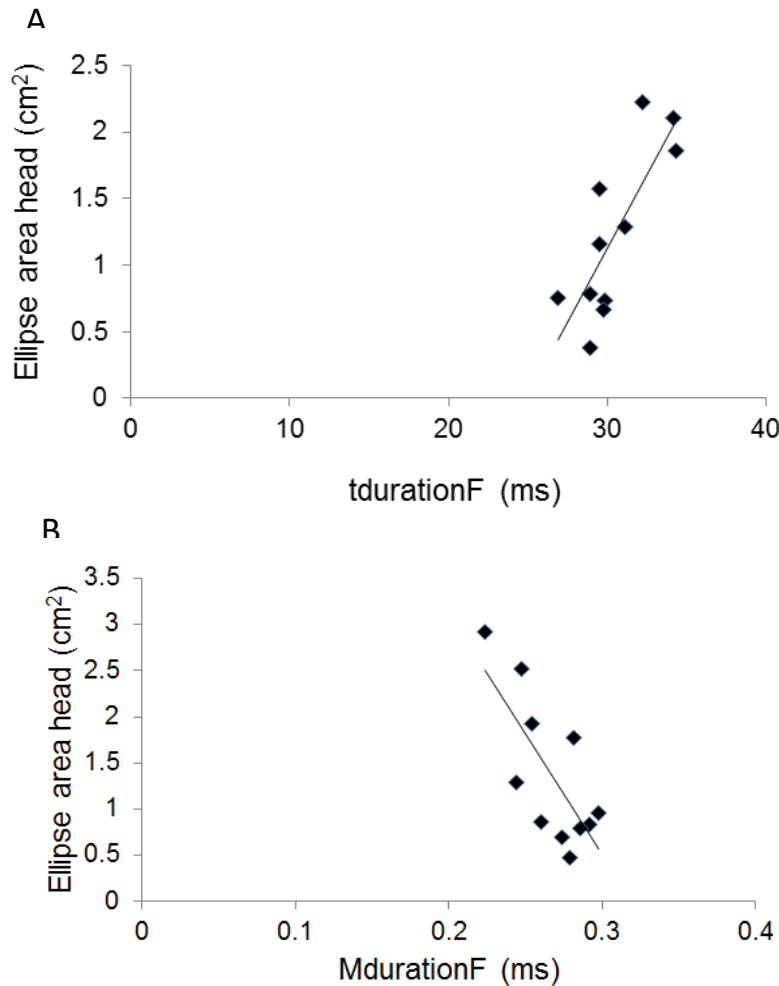 A
Ellipse area head (cm²)
2.5
2
1.5
1
0.5
0
0 10 20 30 40
tdurationF (ms)
B
Ellipse area head (cm²)
3.5
3
2.5
2
1.5
1
0.5
0
0 0.1 0.2 0.3 0.4
MdurationF (ms)